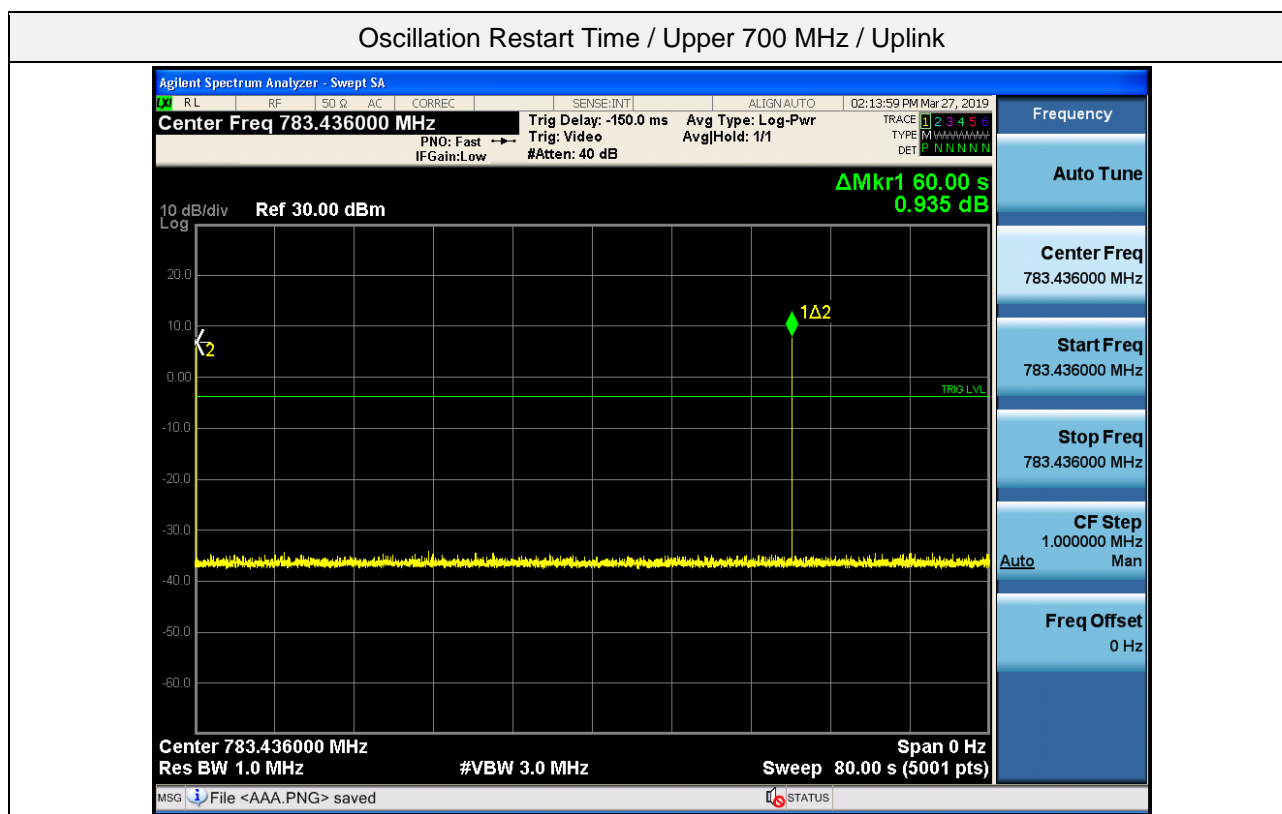 Oscillation Restart Time / Upper 700 MHz / Uplink
Agilent Spectrum Analyzer - Swept SA
LXI RL RF 50 Ω AC CORREC SENSE:INT ALIGN AUTO 02:13:59 PM Mar 27, 2019
Center Freq 783.436000 MHz
PNO: Fast
IFGain:Low
Trig Delay: -150.0 ms
Trig: Video
#Atten: 40 dB
Avg Type: Log-Pwr
Avg|Hold: 1/1
TRACE 1 2 3 4 5 6
TYPE M WWWWW
DET P N N N N N
ΔMkr1 60.00 s
0.935 dB
10 dB/div Ref 30.00 dBm
Log
20.0
10.0
0.00
-10.0
-20.0
-30.0
-40.0
-50.0
-60.0
2
1Δ2
TRIG LVL
Center 783.436000 MHz Span 0 Hz
Res BW 1.0 MHz #VBW 3.0 MHz Sweep 80.00 s (5001 pts)
MSG File <AAA.PNG> saved STATUS
Frequency
Auto Tune
Center Freq
783.436000 MHz
Start Freq
783.436000 MHz
Stop Freq
783.436000 MHz
CF Step
1.000000 MHz
Auto Man
Freq Offset
0 Hz